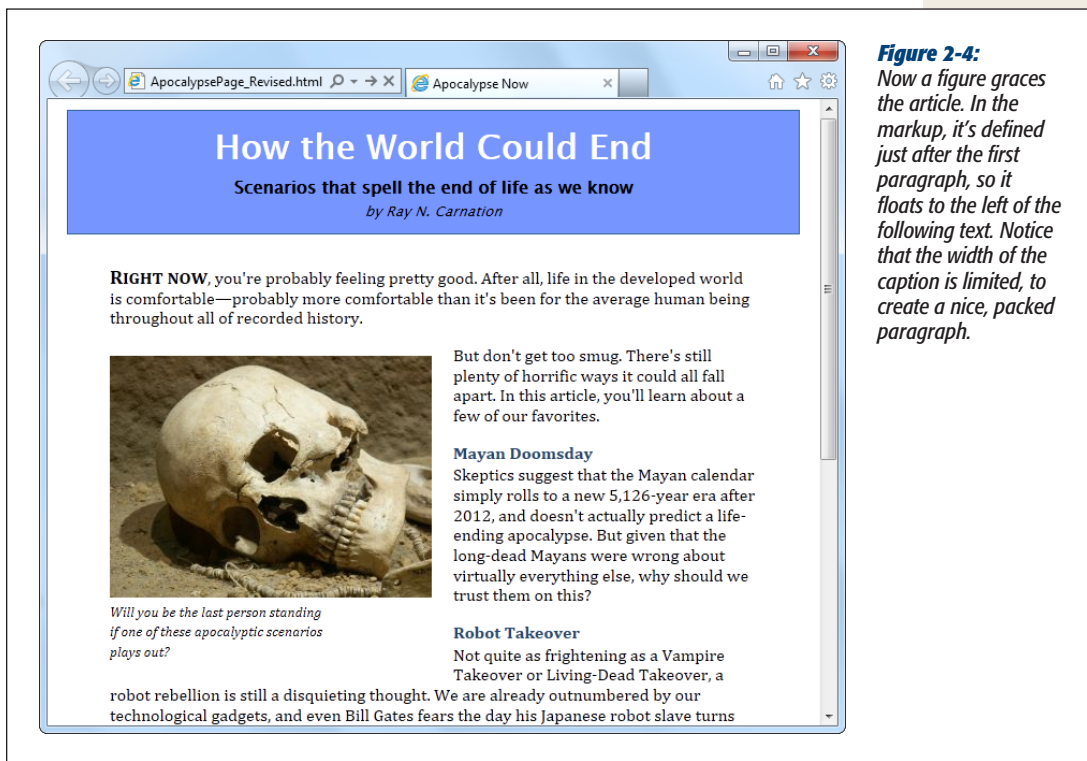 ApocalypsePage_Revised.html
Apocalypse Now
How the World Could End
Scenarios that spell the end of life as we know
by Ray N. Carnation
RIGHT NOW, you're probably feeling pretty good. After all, life in the developed world
is comfortable—probably more comfortable than it's been for the average human being
throughout all of recorded history.
But don't get too smug. There's still
plenty of horrific ways it could all fall
apart. In this article, you'll learn about a
few of our favorites.
Mayan Doomsday
Skeptics suggest that the Mayan calendar
simply rolls to a new 5,126-year era after
2012, and doesn't actually predict a life-
ending apocalypse. But given that the
long-dead Mayans were wrong about
virtually everything else, why should we
trust them on this?
Will you be the last person standing
if one of these apocalyptic scenarios
plays out?
Robot Takeover
Not quite as frightening as a Vampire
Takeover or Living-Dead Takeover, a
robot rebellion is still a disquieting thought. We are already outnumbered by our
technological gadgets, and even Bill Gates fears the day his Japanese robot slave turns
Figure 2-4:
Now a figure graces
the article. In the
markup, it's defined
just after the first
paragraph, so it
floats to the left of the
following text. Notice
that the width of the
caption is limited, to
create a nice, packed
paragraph.